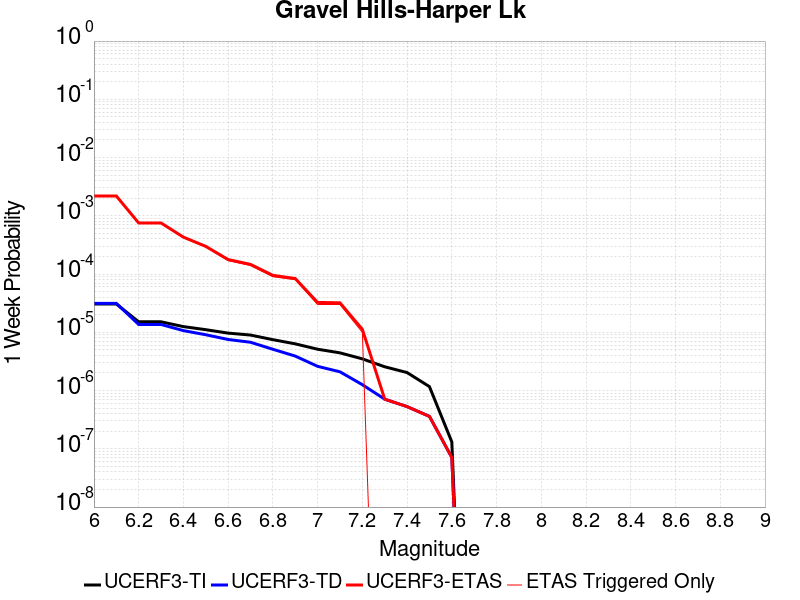 Gravel Hills-Harper Lk
10^0
10^-1
10^-2
10^-3
10^-4
10^-5
10^-6
10^-7
10^-8
1 Week Probability
6 6.2 6.4 6.6 6.8 7 7.2 7.4 7.6 7.8 8 8.2 8.4 8.6 8.8 9
Magnitude
UCERF3-TI UCERF3-TD UCERF3-ETAS ETAS Triggered Only